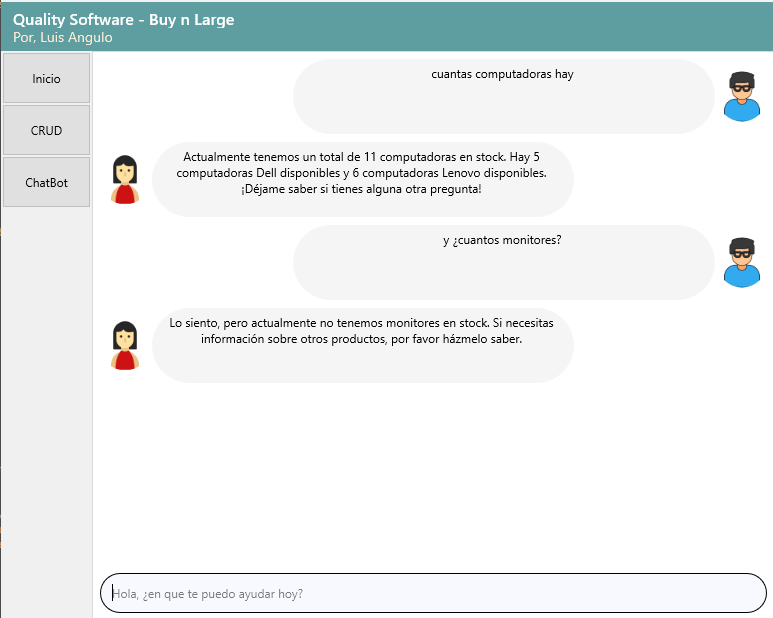 Quality Software - Buy n Large
Por, Luis Angulo
Inicio
CRUD
ChatBot
cuantas computadoras hay
Actualmente tenemos un total de 11 computadoras en stock. Hay 5
computadoras Dell disponibles y 6 computadoras Lenovo disponibles.
¡Déjame saber si tienes alguna otra pregunta!
y ¿cuantos monitores?
Lo siento, pero actualmente no tenemos monitores en stock. Si necesitas
información sobre otros productos, por favor házmelo saber.
Hola, ¿en que te puedo ayudar hoy?